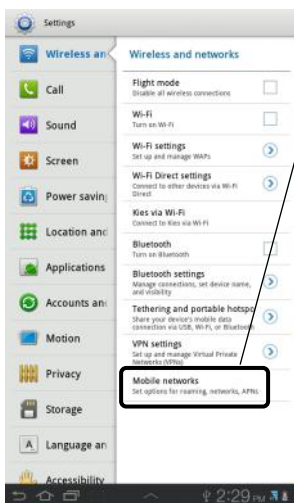 Settings
Wireless an
Call
Sound
Screen
Power saving
Location and
Applications
Accounts an
Motion
Privacy
Storage
Language an
Accessibility
Wireless and networks
Flight mode
Disable all wireless connections
Wi-Fi
Turn on Wi-Fi
Wi-Fi settings
Set up and manage WAPs
Wi-Fi Direct settings
Connect to other devices via Wi-Fi
Direct
Kies via Wi-Fi
Connect to Kies via Wi-Fi
Bluetooth
Turn on Bluetooth
Bluetooth settings
Manage connections, set device name,
and visibility
Tethering and portable hotspo
Share your device's mobile data
connection via USB, Wi-Fi, or Bluetooth
VPN settings
Set up and manage Virtual Private
Networks (VPNs)
Mobile networks
Set options for roaming, networks, APNs
2:29 PM